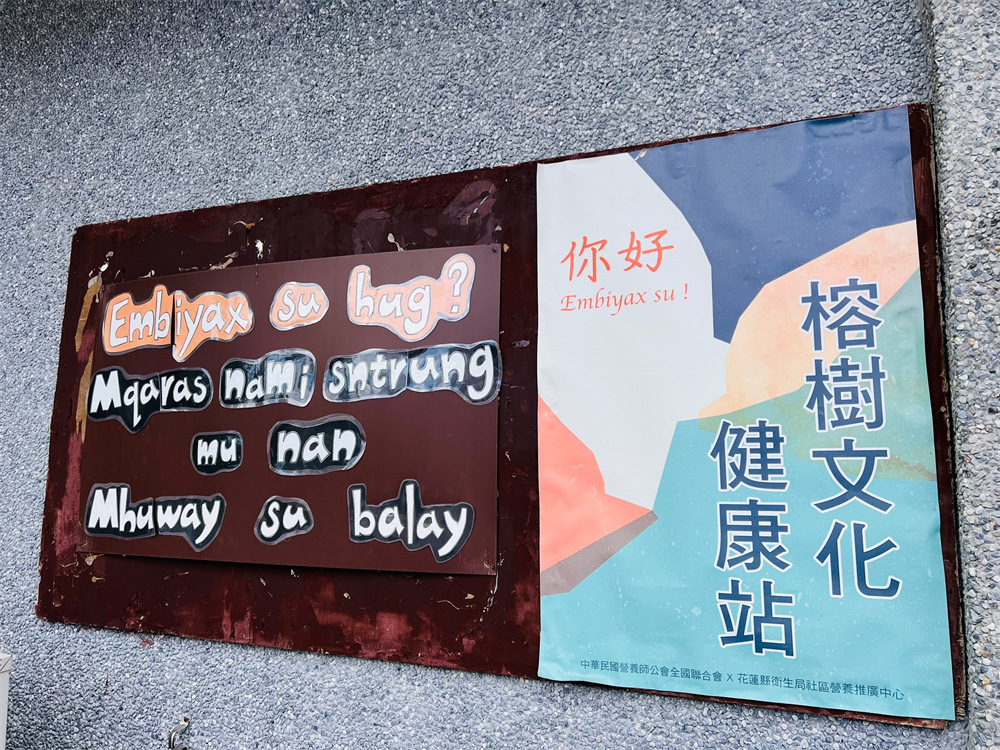 Embiyax su hug?
Mqaras nami sntrung
mu nan
Mhuway su balay
你好
Embiyax su!
榕樹文化
健康站
中華民國營養師公會全國聯合會 X 花蓮縣衛生局社區營養推廣中心